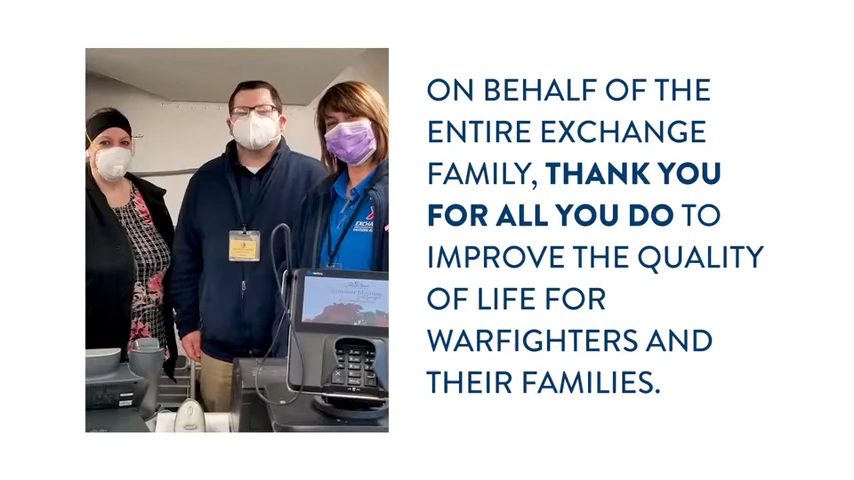 ON BEHALF OF THE
ENTIRE EXCHANGE
FAMILY, THANK YOU
FOR ALL YOU DO TO
IMPROVE THE QUALITY
OF LIFE FOR
WARFIGHTERS AND
THEIR FAMILIES.